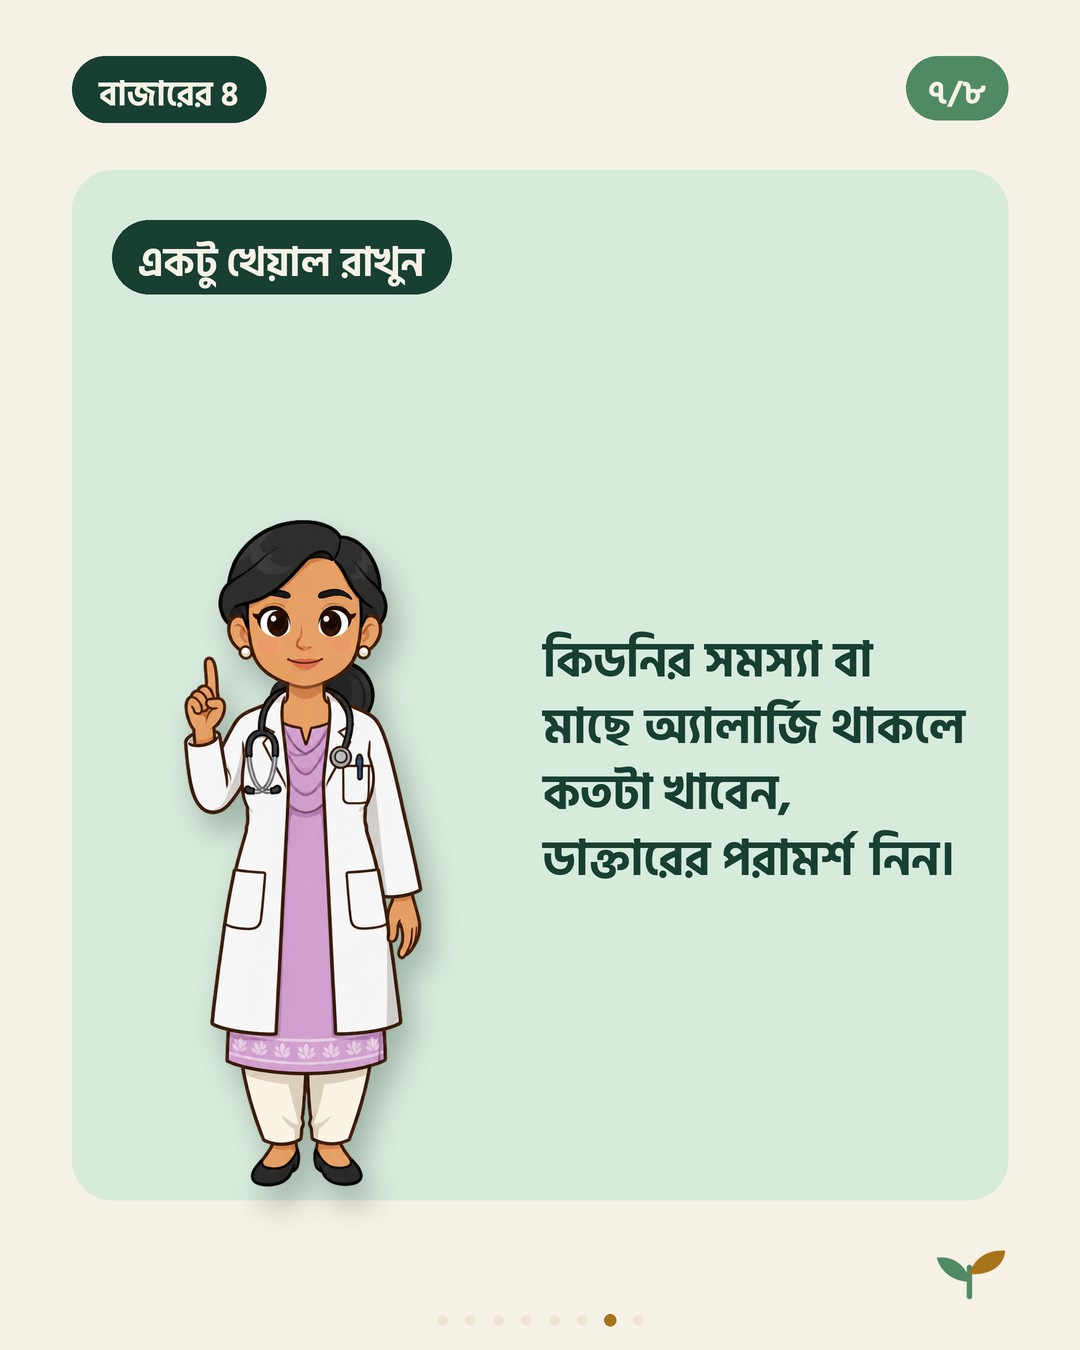 বাজারের ৪
৭/৮
একটু খেয়াল রাখুন
কিডনির সমস্যা বা
মাছে অ্যালার্জি থাকলে
কতটা খাবেন,
ডাক্তারের পরামর্শ নিন।